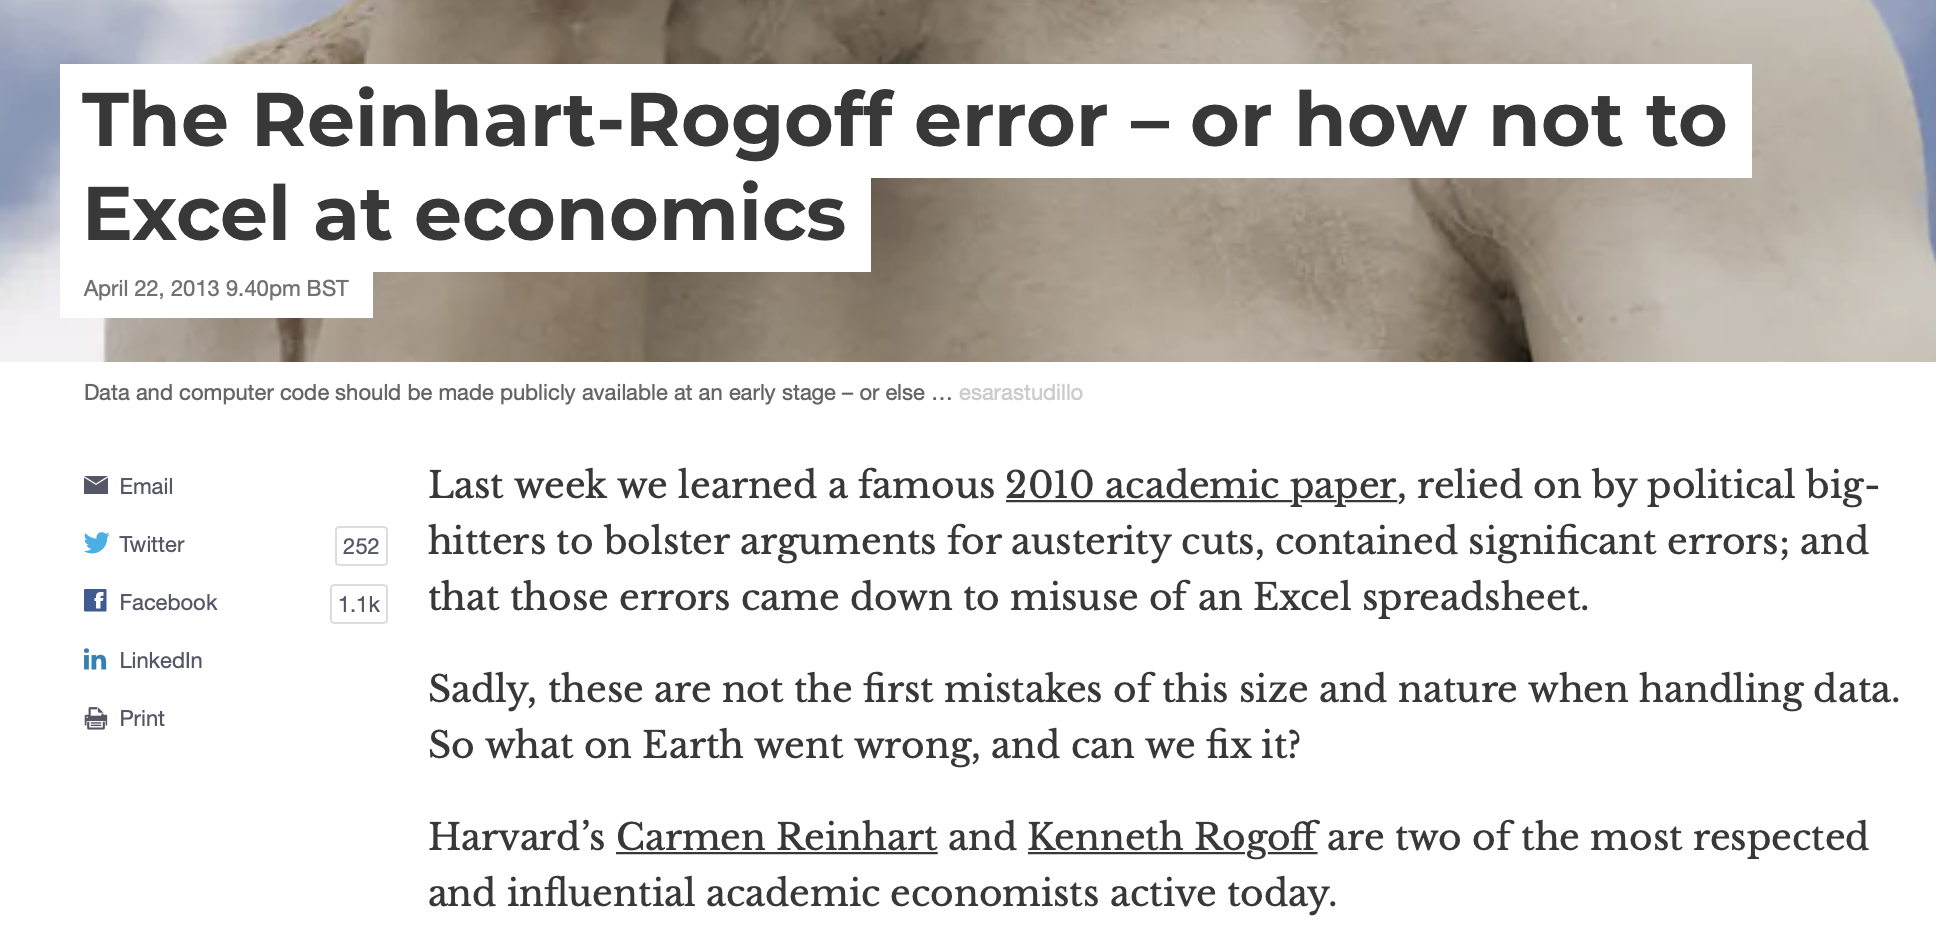 The Reinhart-Rogoff error – or how not to
Excel at economics
April 22, 2013 9.40pm BST
Data and computer code should be made publicly available at an early stage – or else … esarastudillo
Email
Twitter 252
Facebook 1.1k
LinkedIn
Print
Last week we learned a famous 2010 academic paper, relied on by political big-
hitters to bolster arguments for austerity cuts, contained significant errors; and
that those errors came down to misuse of an Excel spreadsheet.
Sadly, these are not the first mistakes of this size and nature when handling data.
So what on Earth went wrong, and can we fix it?
Harvard’s Carmen Reinhart and Kenneth Rogoff are two of the most respected
and influential academic economists active today.